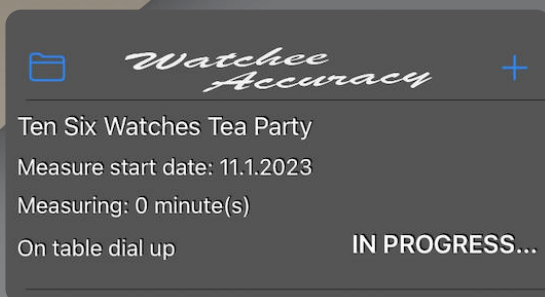 Watchee
Accuracy
Ten Six Watches Tea Party
Measure start date: 11.1.2023
Measuring: 0 minute(s)
On table dial up
IN PROGRESS...